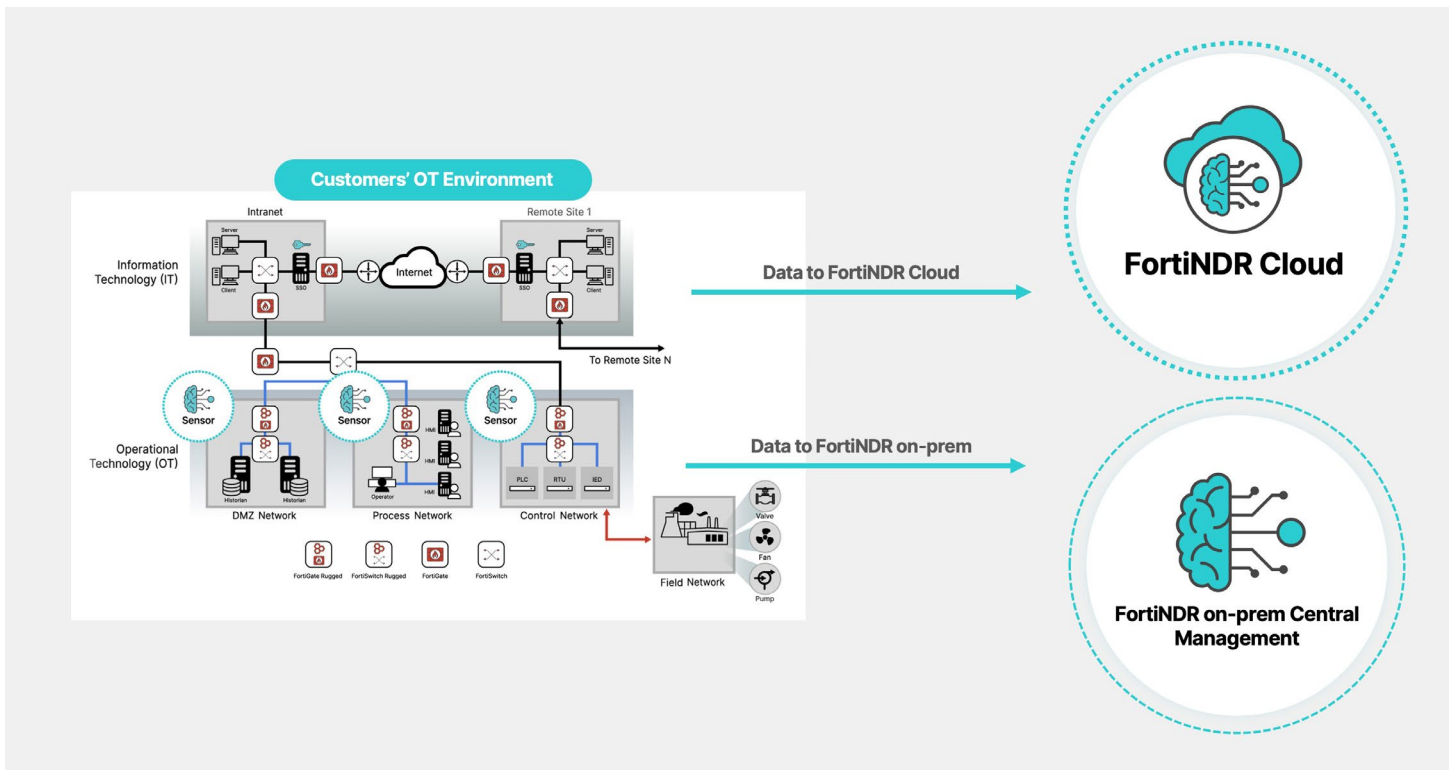 Customers' OT Environment
Intranet
Remote Site 1
Server
Server
Information
Technology (IT)
Internet
Client
SSO
SSO
Client
Data to FortiNDR Cloud
FortiNDR Cloud
To Remote Site N
Sensor
Sensor
Sensor
Operational
Technology (OT)
HMI
HMI
HMI
PLC
RTU
IED
Historian
Historian
Operator
DMZ Network
Process Network
Control Network
Data to FortiNDR on-prem
Valve
Fan
Pump
Field Network
FortiGate Rugged
FortiSwitch Rugged
FortiGate
FortiSwitch
FortiNDR on-prem Central
Management